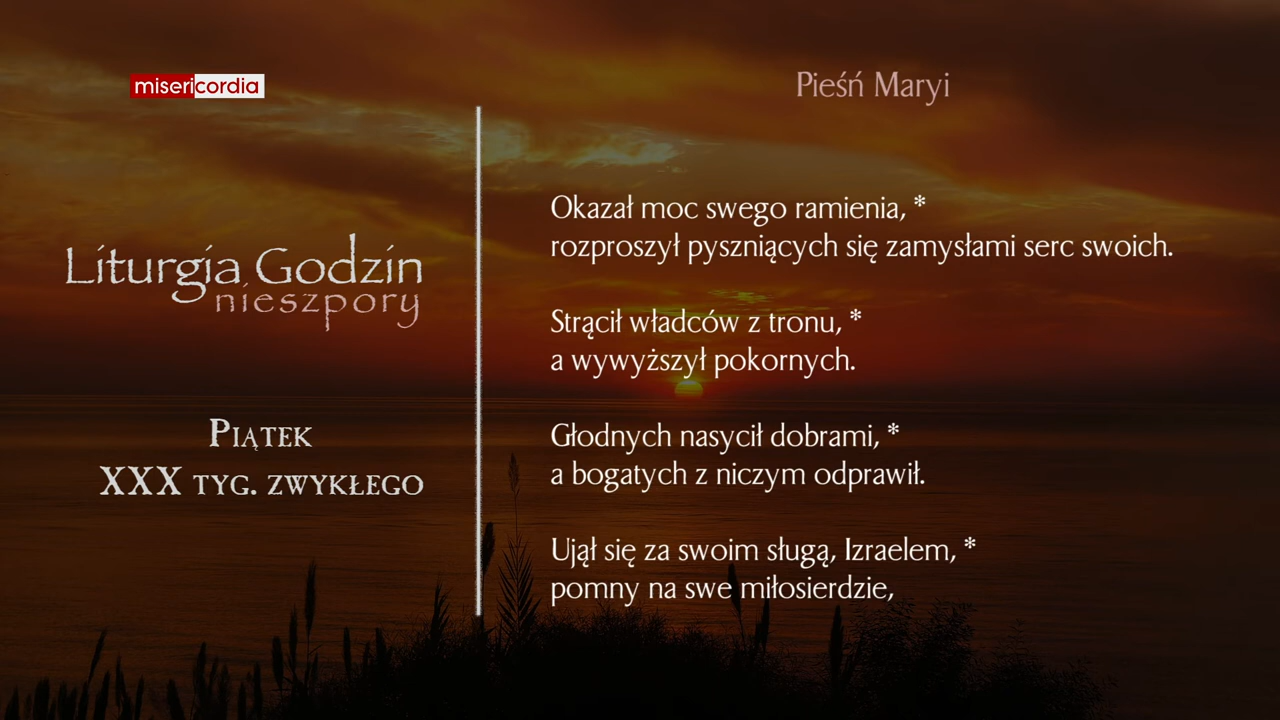 misericordia
Liturgia Godzin
nieszpory
Piątek
XXX tyg. zwykłego
Pieśń Maryi
Okazał moc swego ramienia, *
rozproszył pyszniących się zamysłami serc swoich.
Strącił władców z tronu, *
a wywyższył pokornych.
Głodnych nasycił dobrami, *
a bogatych z niczym odprawił.
Ujął się za swoim sługą, Izraelem, *
pomny na swe miłosierdzie,